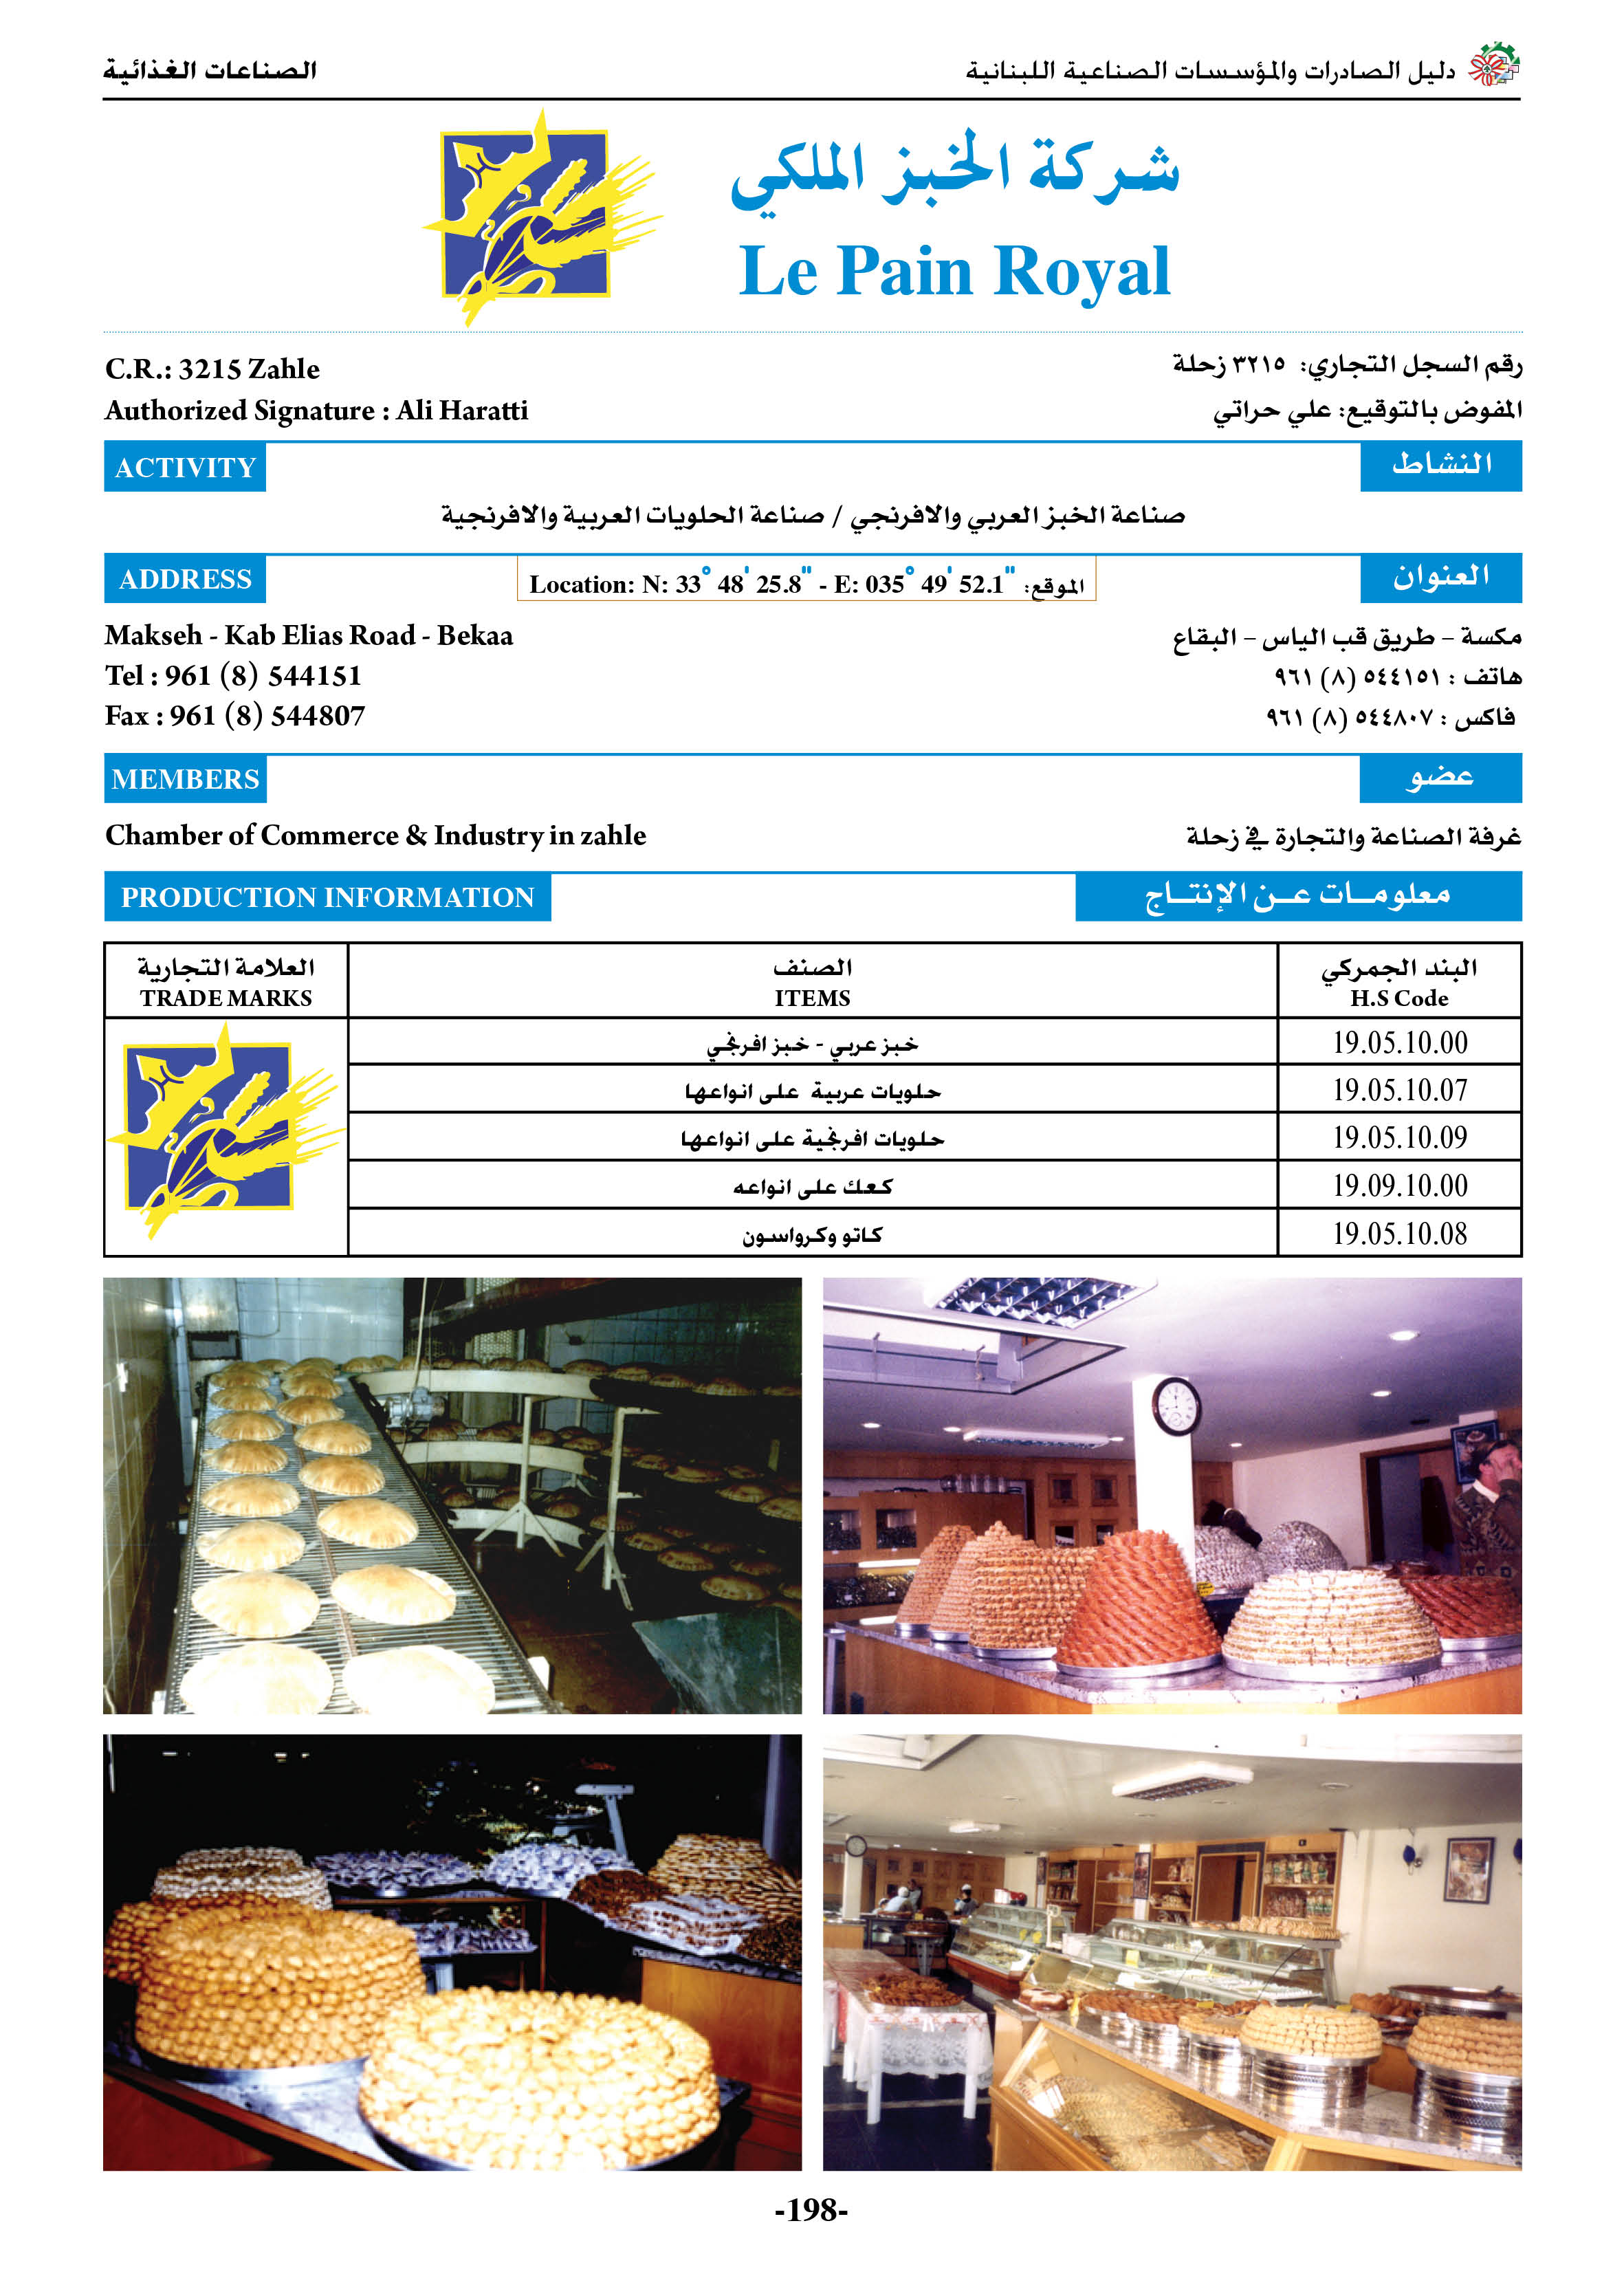 دليل الصادرات والمؤسسات الصناعية اللبنانية
الصناعات الغذائية
شركة الخبز الملكي
Le Pain Royal
C.R.: 3215 Zahle
رقم السجل التجاري: ٣٢١٥ زحلة
Authorized Signature : Ali Haratti
المفوض بالتوقيع: علي حراتي
ACTIVITY
النشاط
صناعة الخبز العربي والافرنجي / صناعة الحلويات العربية والافرنجية
ADDRESS
Location: N: 33° 48' 25.8" - E: 035° 49' 52.1" :الموقع
العنوان
Makseh - Kab Elias Road - Bekaa
مكسة – طريق قب الياس – البقاع
Tel : 961 (8) 544151
هاتف : ٥٤٤١٥١ (٨) ٩٦١
Fax : 961 (8) 544807
فاكس : ٥٤٤٨٠٧ (٨) ٩٦١
MEMBERS
عضو
Chamber of Commerce & Industry in zahle
غرفة الصناعة والتجارة في زحلة
PRODUCTION INFORMATION
معلومات عن الإنتاج
العلامة التجارية
TRADE MARKS
الصنف
ITEMS
البند الجمركي
H.S Code
خبز عربي - خبز افرنجي
19.05.10.00
حلويات عربية على انواعها
19.05.10.07
حلويات افرنجية على انواعها
19.05.10.09
كعك على انواعه
19.09.10.00
كاتو وكرواسون
19.05.10.08
-198-